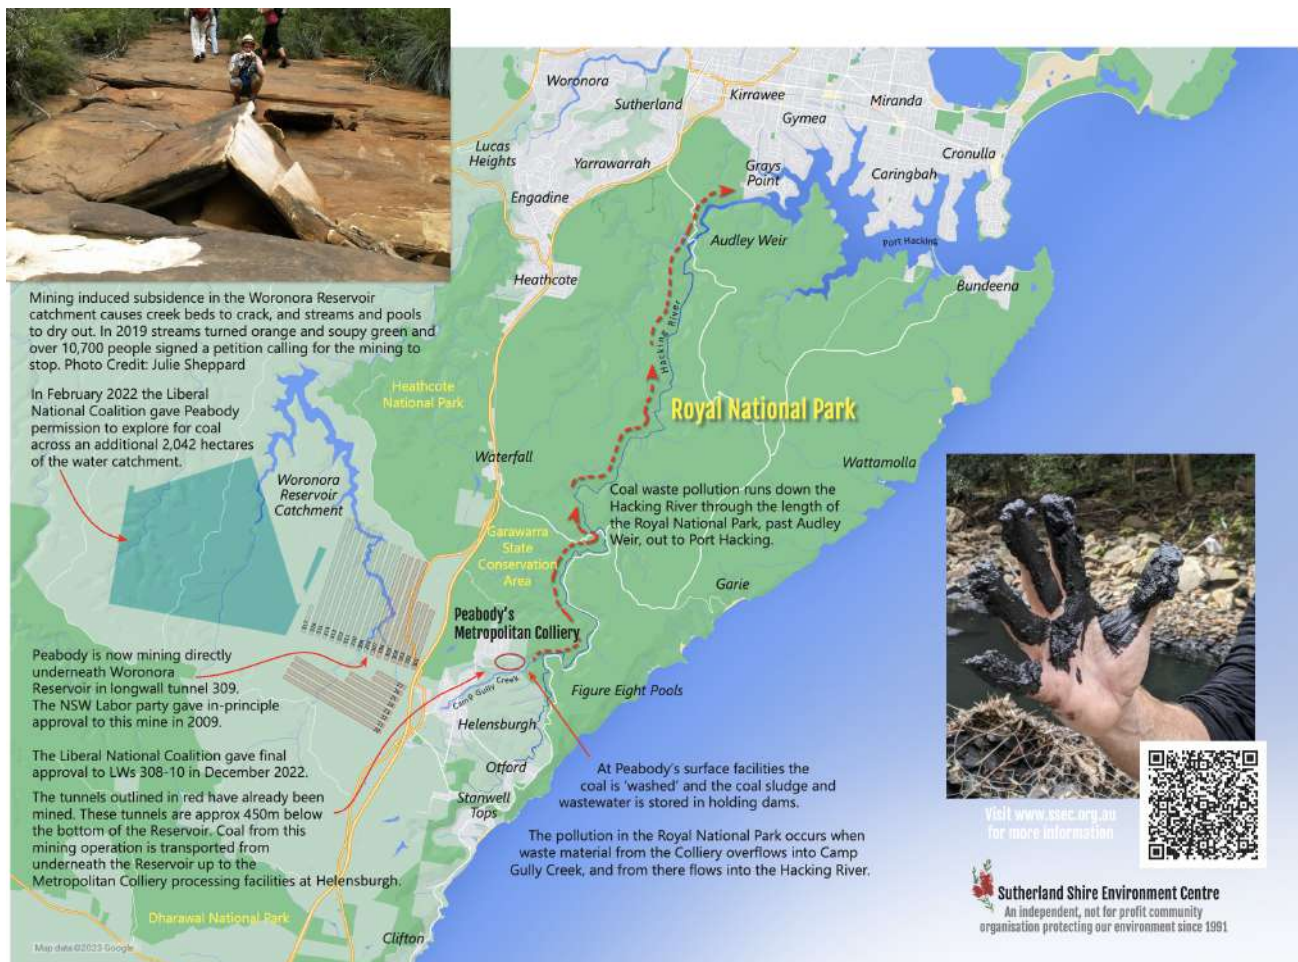 Woronora
Sutherland
Kirrawee
Miranda
Gymea
Lucas
Heights
Yarrawarrah
Grays
Point
Cronulla
Caringbah
Engadine
Audley Weir
Port Hacking
Heathcote
Bundeena
Mining induced subsidence in the Woronora Reservoir
catchment causes creek beds to crack, and streams and pools
to dry out. In 2019 streams turned orange and soupy green and
over 10,700 people signed a petition calling for the mining to
stop. Photo Credit: Julie Sheppard
In February 2022 the Liberal
National Coalition gave Peabody
permission to explore for coal
across an additional 2,042 hectares
of the water catchment.
Heathcote
National Park
Hacking River
Royal National Park
Waterfall
Wattamolla
Woronora
Reservoir
Catchment
Coal waste pollution runs down the
Hacking River through the length of
the Royal National Park, past Audley
Weir, out to Port Hacking.
Garawarra
State
Conservation
Area
Garie
Peabody's
Metropolitan Colliery
Peabody is now mining directly
underneath Woronora
Reservoir in longwall tunnel 309.
The NSW Labor party gave in-principle
approval to this mine in 2009.
Camp Gully Creek
Figure Eight Pools
Helensburgh
The Liberal National Coalition gave final
approval to LWs 308-10 in December 2022.
Otford
At Peabody's surface facilities the
coal is 'washed' and the coal sludge and
wastewater is stored in holding dams.
Stanwell
Tops
The tunnels outlined in red have already been
mined. These tunnels are approx 450m below
the bottom of the Reservoir. Coal from this
mining operation is transported from
underneath the Reservoir up to the
Metropolitan Colliery processing facilities at Helensburgh.
The pollution in the Royal National Park occurs when
waste material from the Colliery overflows into Camp
Gully Creek, and from there flows into the Hacking River.
Visit www.ssec.org.au
for more information
Sutherland Shire Environment Centre
An independent, not for profit community
organisation protecting our environment since 1991
Dharawal National Park
Clifton
Map data ©2023 Google